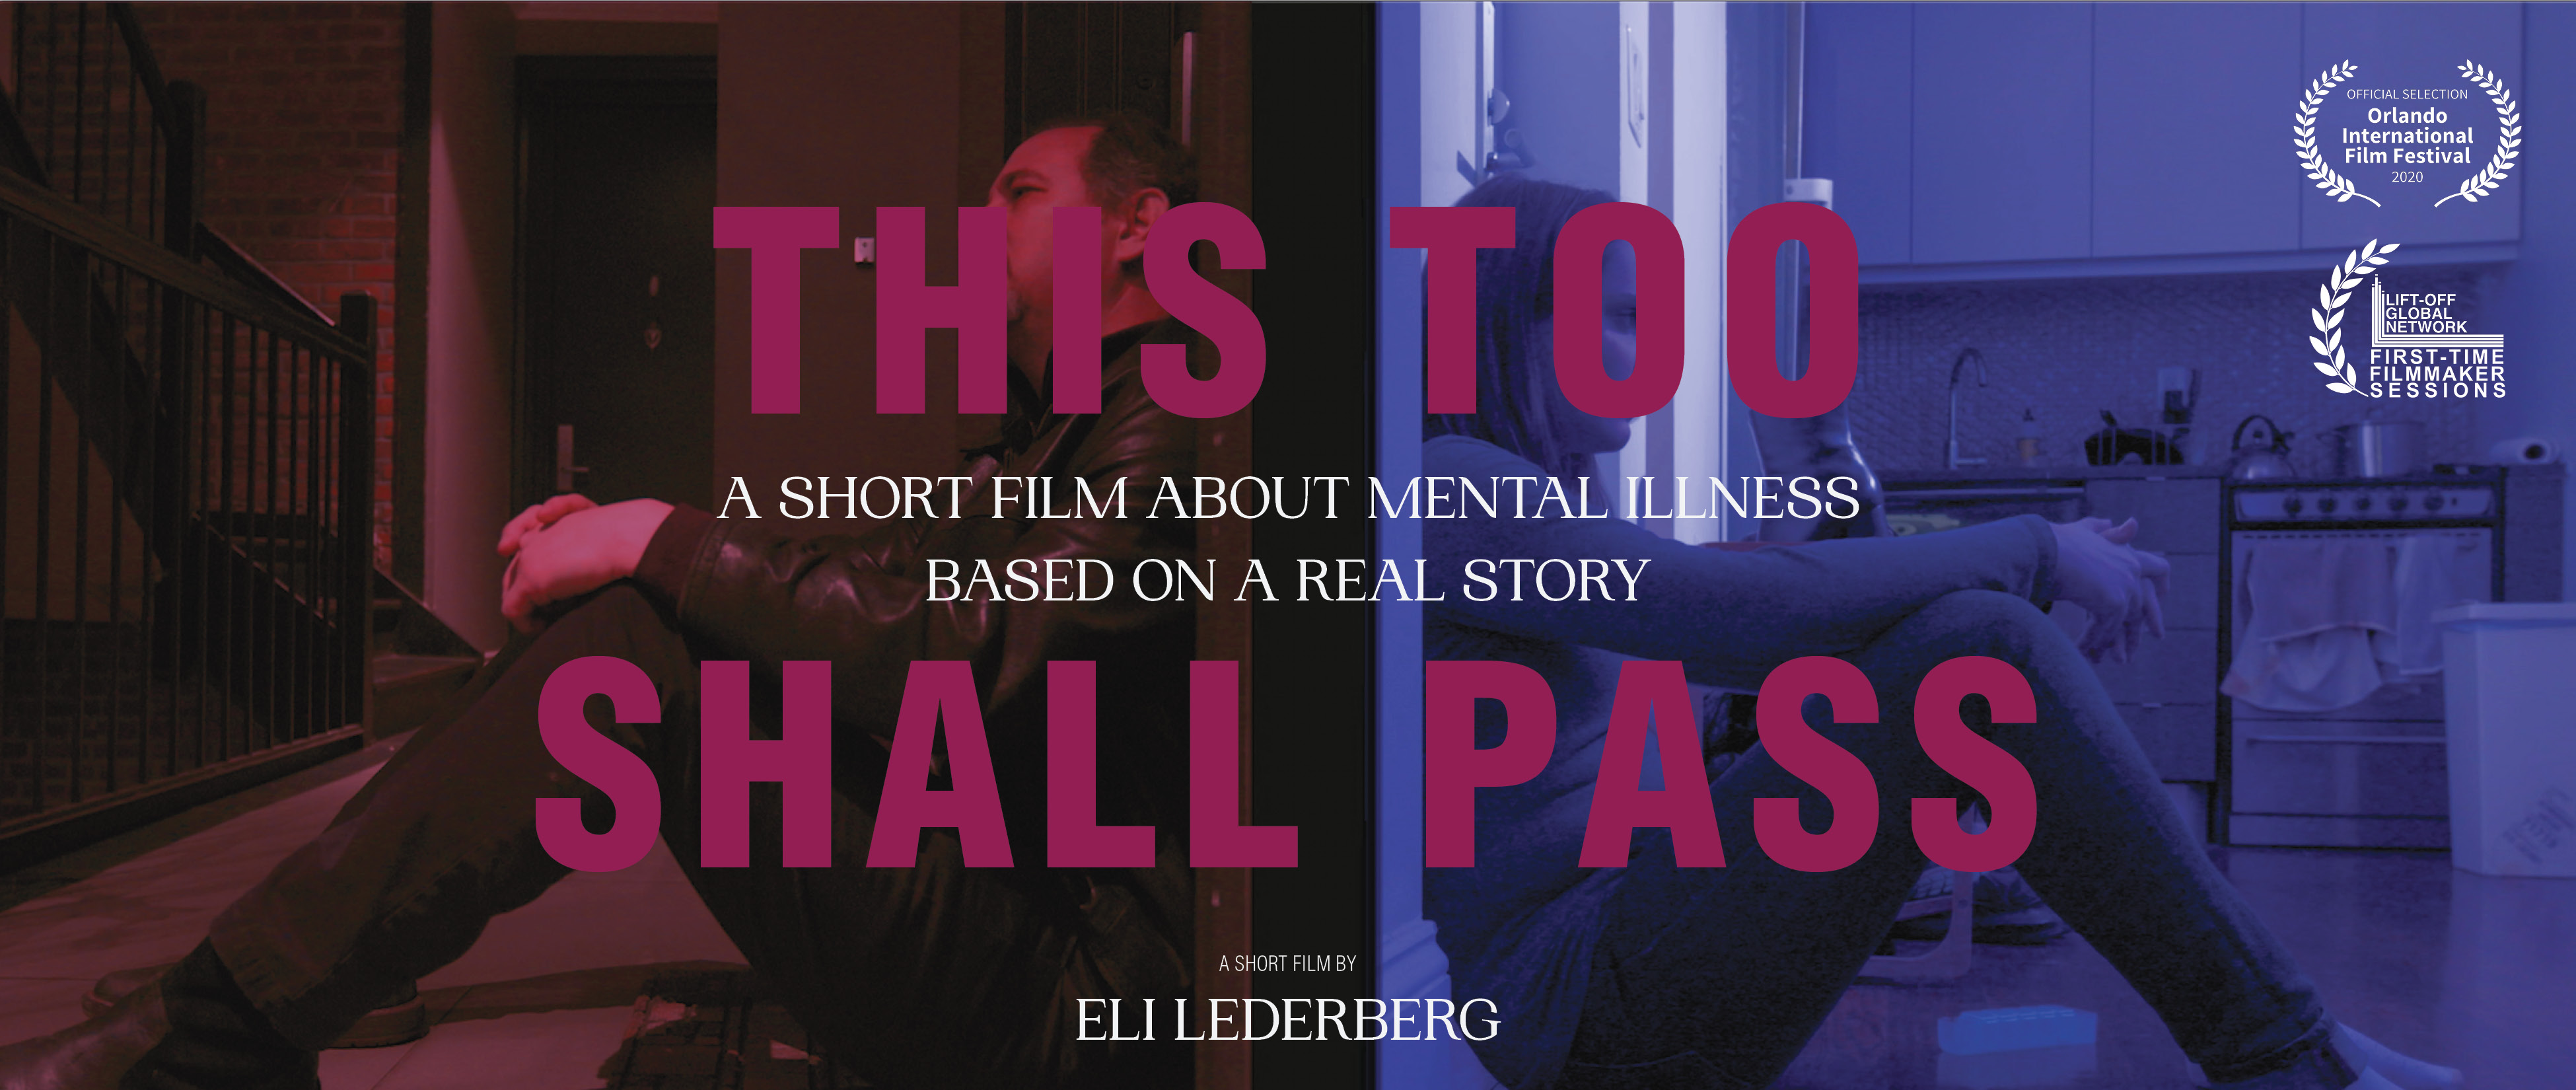 THIS TOO
A SHORT FILM ABOUT MENTAL ILLNESS
BASED ON A REAL STORY
SHALL PASS
A SHORT FILM BY
ELI LEDERBERG
OFFICIAL SELECTION
Orlando
International
Film Festival
2020
LIFT-OFF
GLOBAL
NETWORK
FIRST-TIME
FILMMAKER
SESSIONS